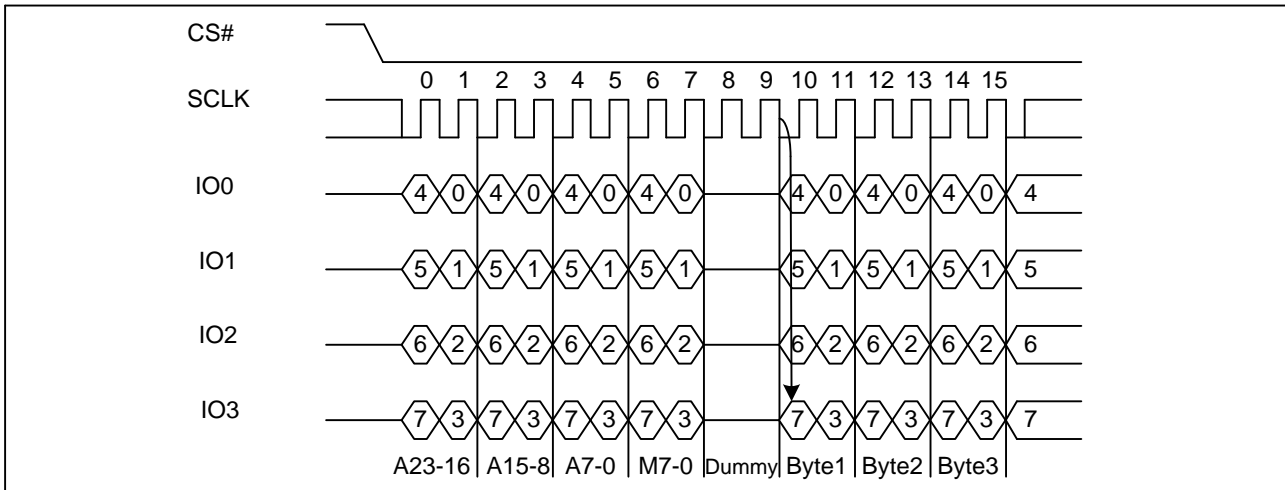 CS#
0 1 2 3 4 5 6 7 8 9 10 11 12 13 14 15
SCLK
IO0 4 0 4 0 4 0 4 0 4 0 4 0 4 0 4
IO1 5 1 5 1 5 1 5 1 5 1 5 1 5 1 5
IO2 6 2 6 2 6 2 6 2 6 2 6 2 6 2 6
IO3 7 3 7 3 7 3 7 3 7 3 7 3 7 3 7
A23-16 A15-8 A7-0 M7-0 Dummy Byte1 Byte2 Byte3